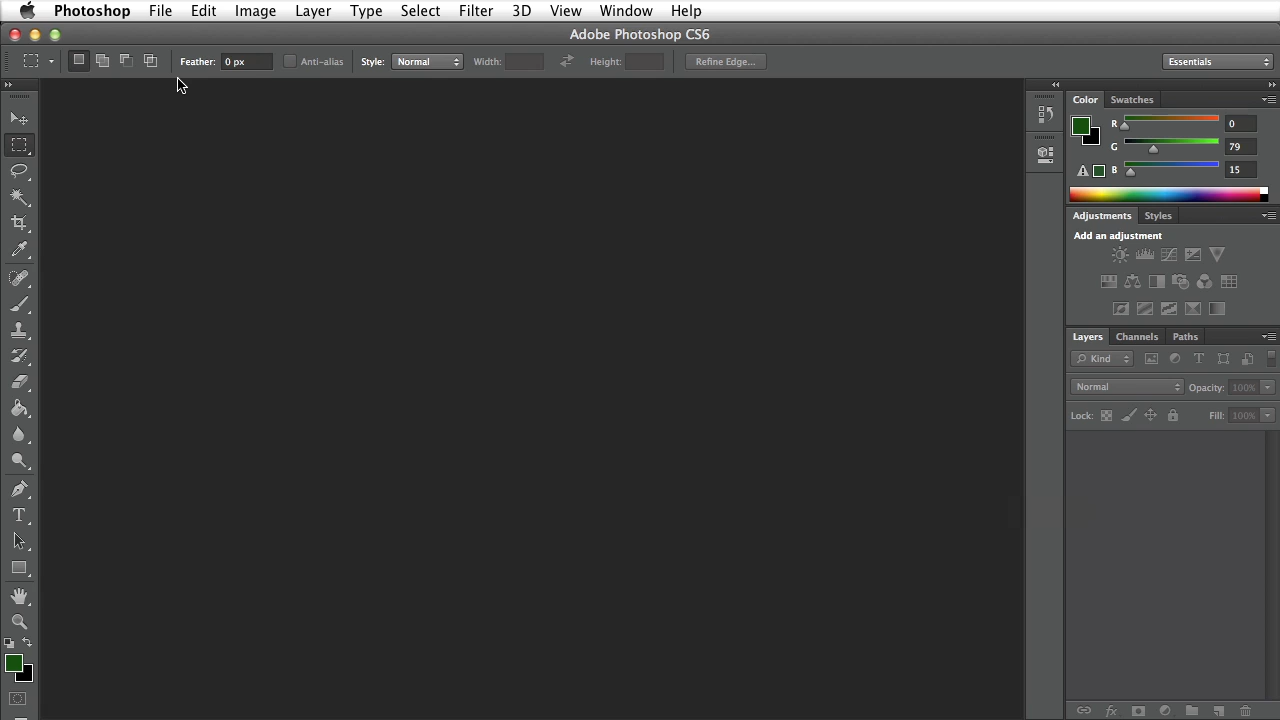 Photoshop File Edit Image Layer Type Select Filter 3D View Window Help
Adobe Photoshop CS6
Feather: 0 px Anti-alias Style: Normal Width: Height: Refine Edge... Essentials
Color Swatches
R 0
G 79
B 15
Adjustments Styles
Add an adjustment
Layers Channels Paths
Kind T
Normal Opacity: 100%
Lock: Fill: 100%
T
fx